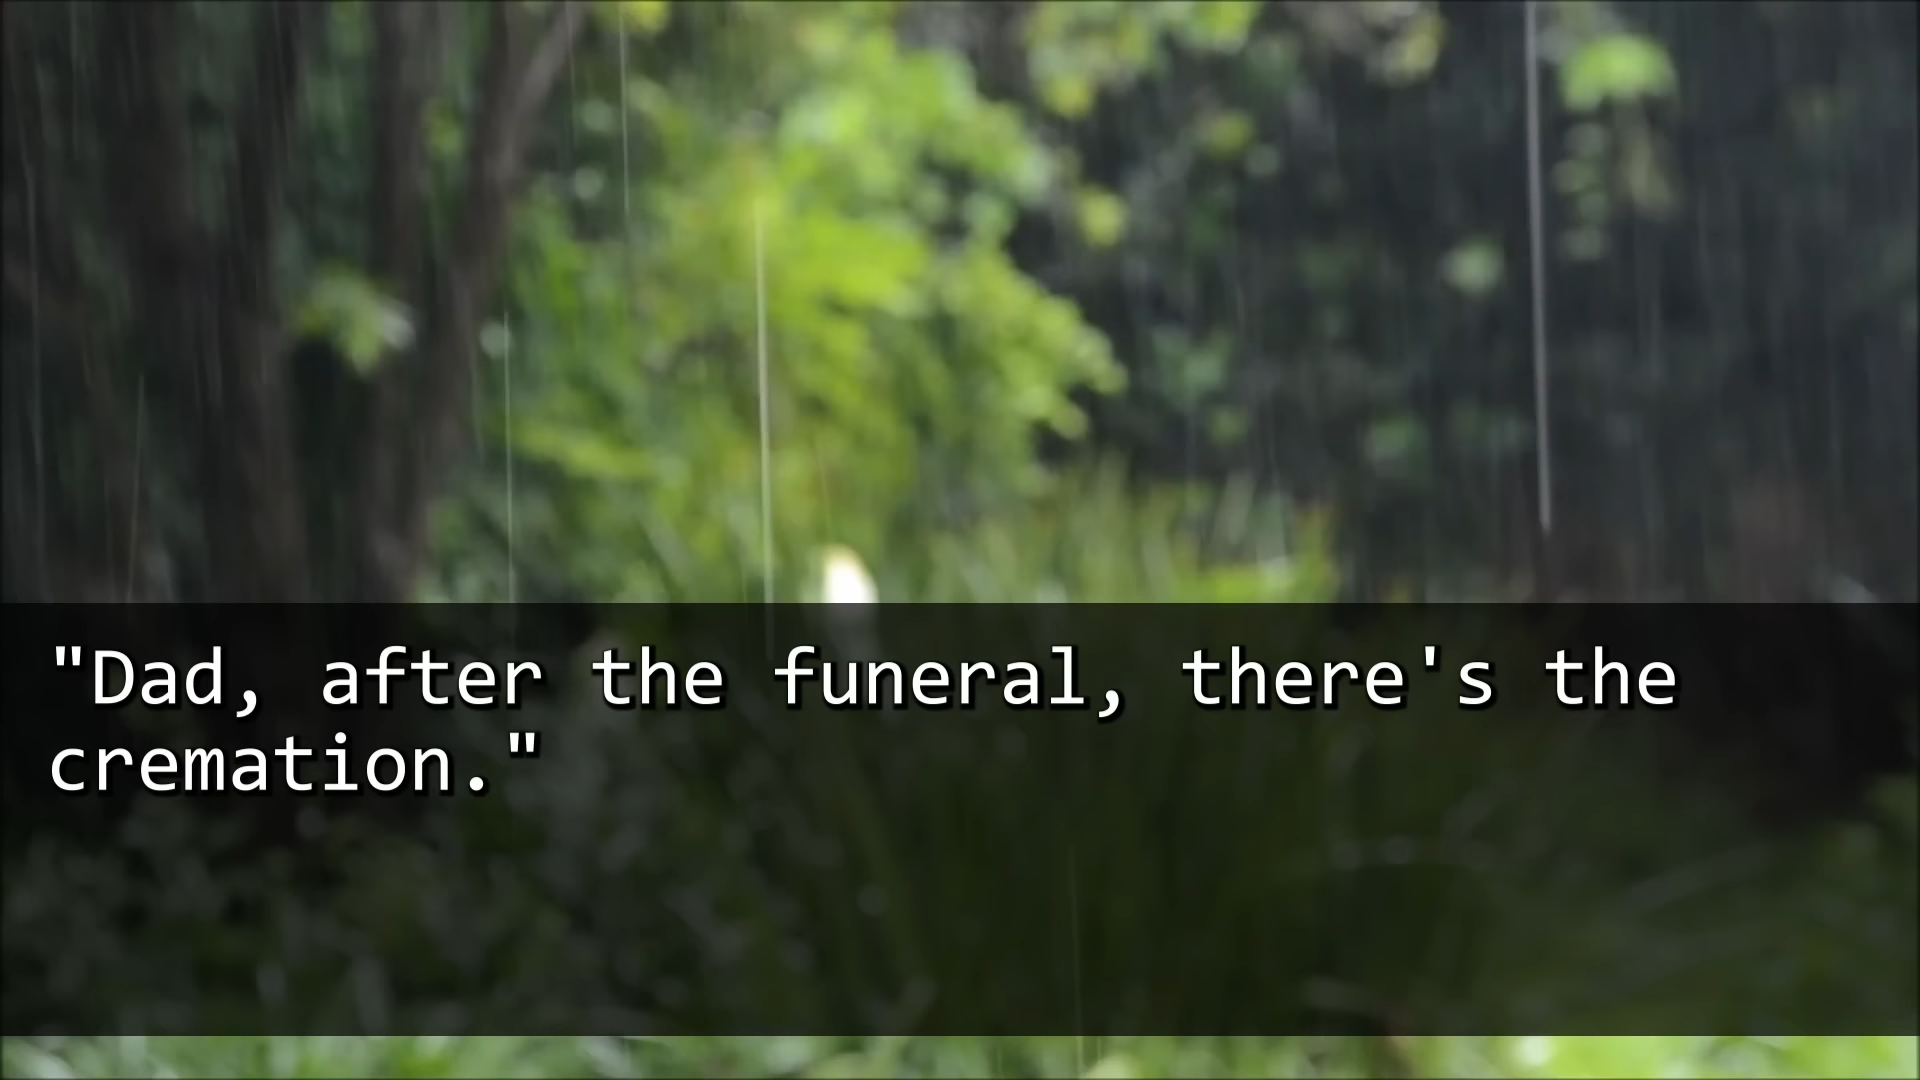 "Dad, after the funeral, there's the
cremation."